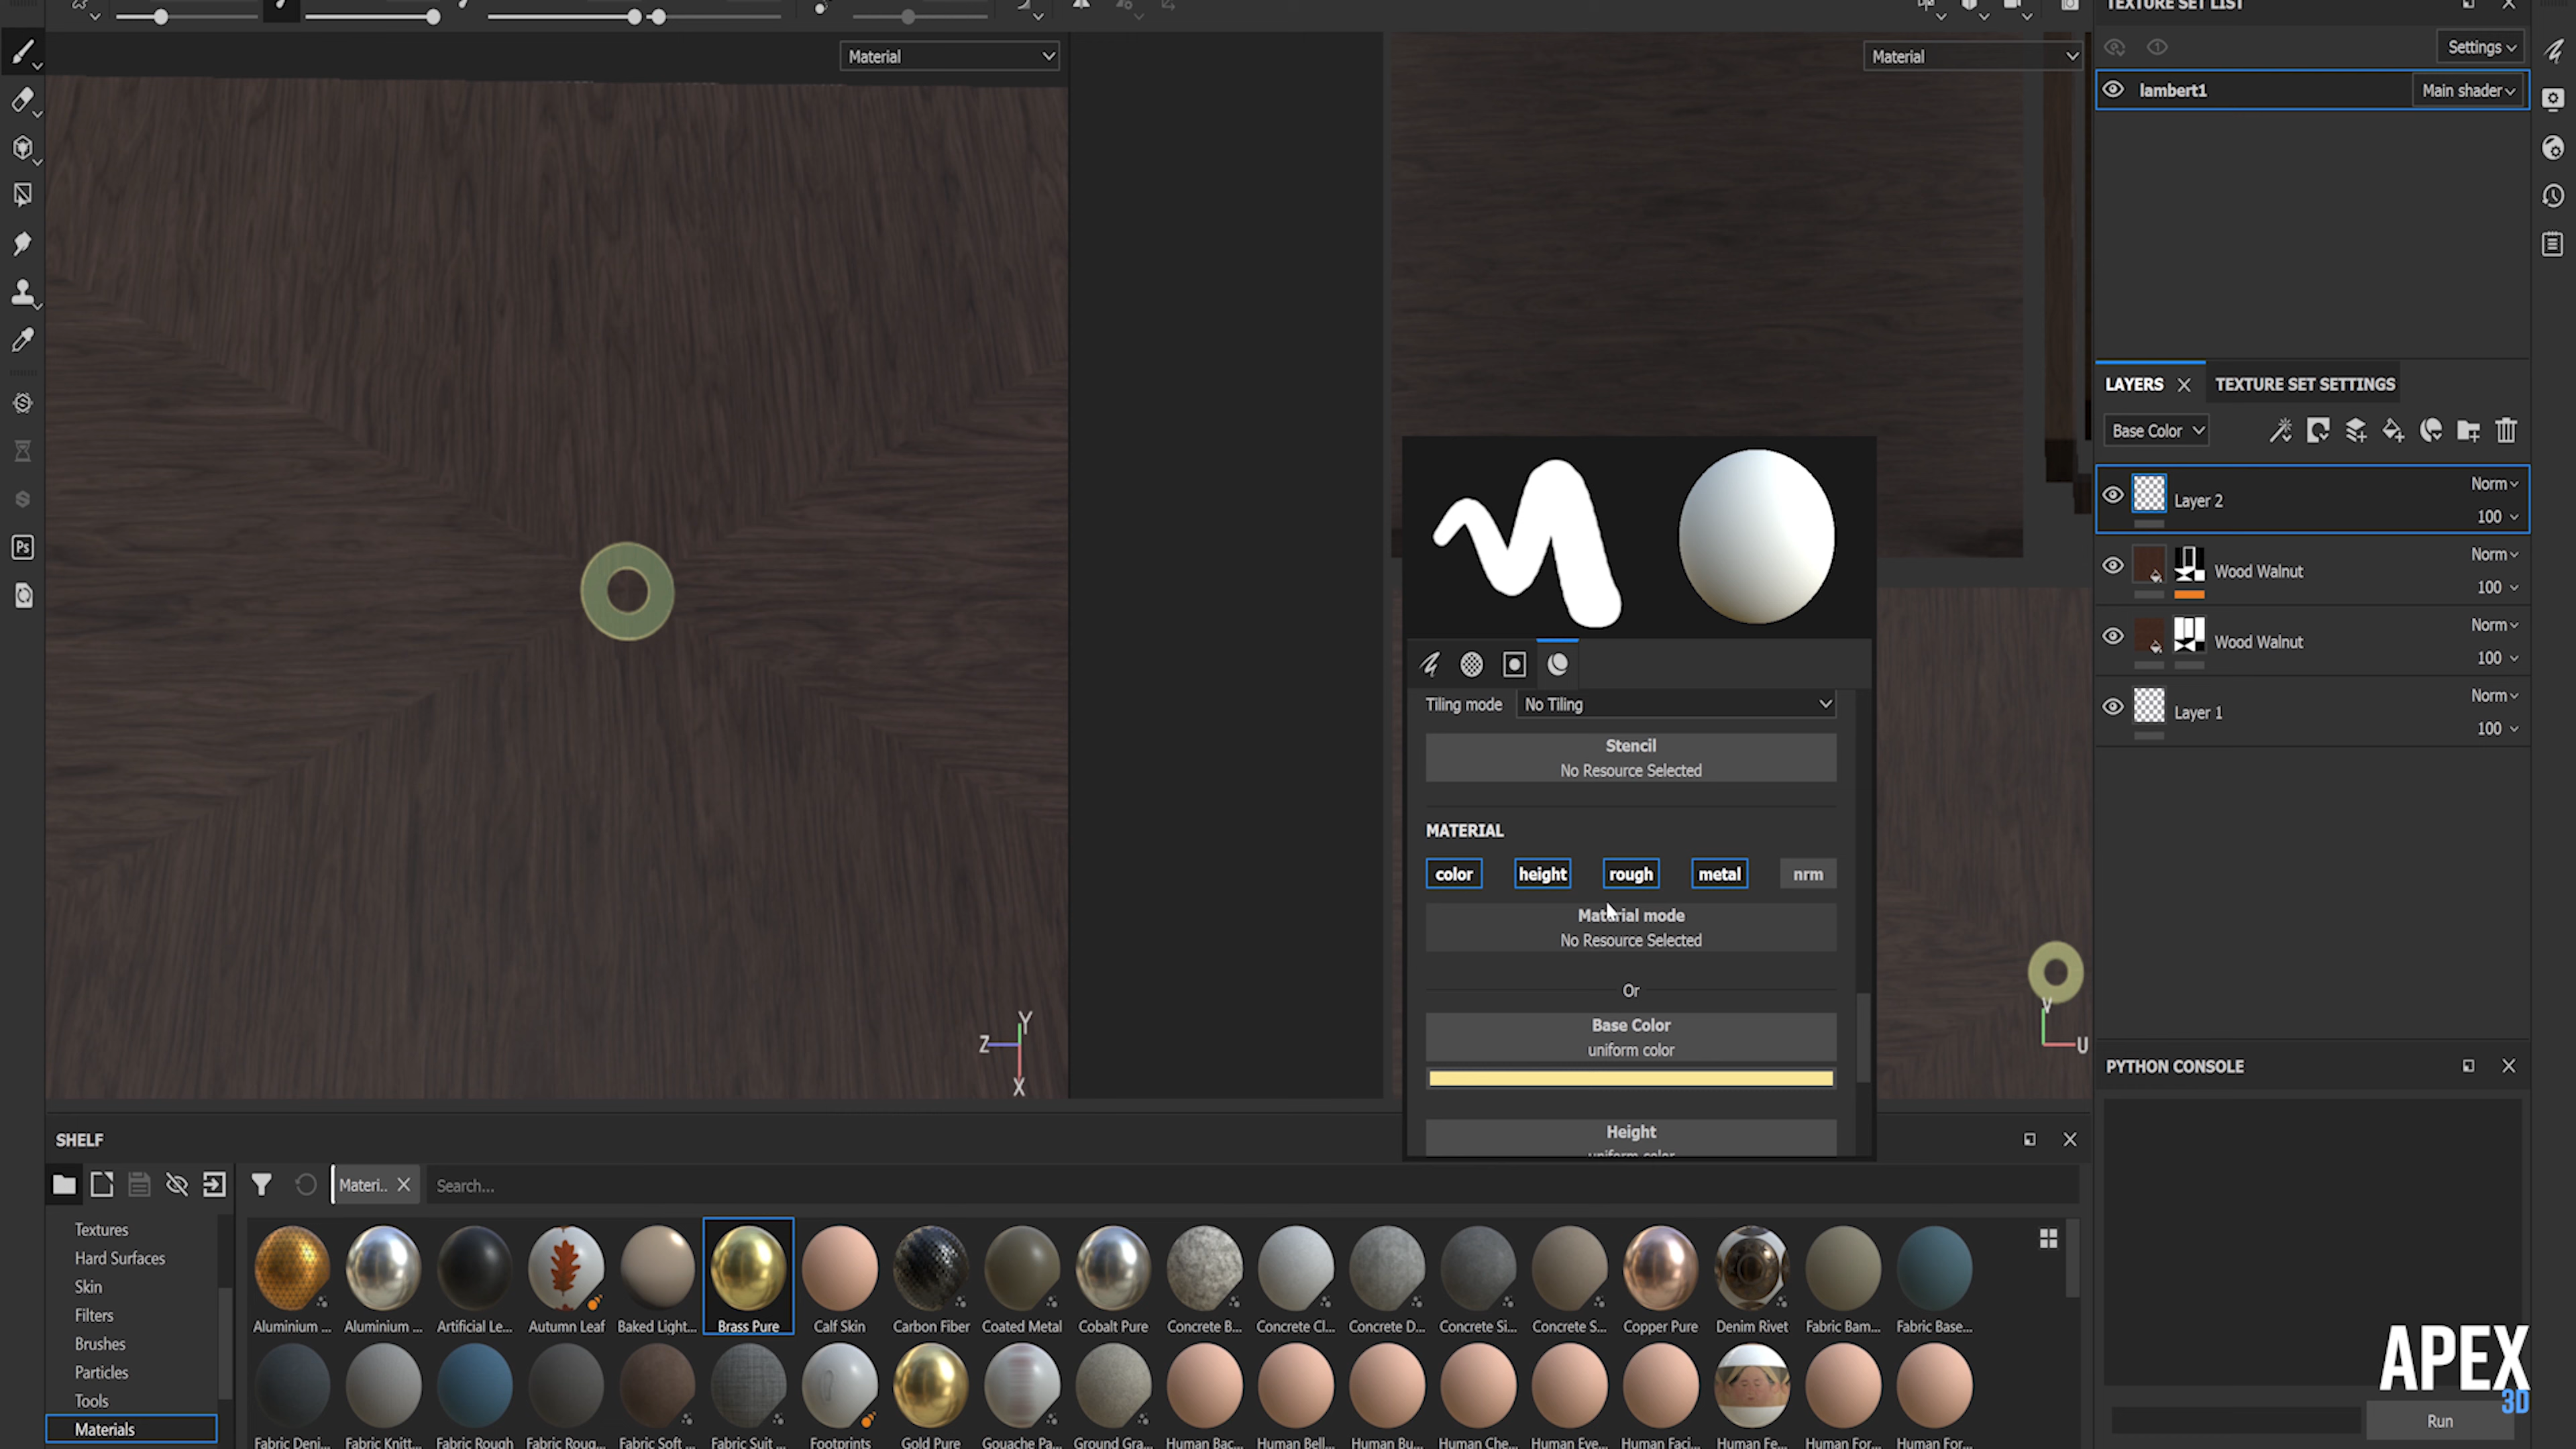 TEXTURE SET LIST
Material
Material
Settings
lambert1
Main shader
LAYERS
TEXTURE SET SETTINGS
Base Color
Layer 2
Norm
100
Wood Walnut
Norm
100
Wood Walnut
Norm
100
Layer 1
Norm
100
Ps
Tiling mode
No Tiling
Stencil
No Resource Selected
MATERIAL
color
height
rough
metal
nrm
Material mode
No Resource Selected
Or
Base Color
uniform color
Height
uniform color
Y
Z
X
V
U
PYTHON CONSOLE
Run
SHELF
Materi..
Search...
Textures
Hard Surfaces
Skin
Filters
Brushes
Particles
Tools
Materials
Aluminium ...
Aluminium ...
Artificial Le...
Autumn Leaf
Baked Light...
Brass Pure
Calf Skin
Carbon Fiber
Coated Metal
Cobalt Pure
Concrete B...
Concrete Cl...
Concrete D...
Concrete Si...
Concrete S...
Copper Pure
Denim Rivet
Fabric Bam...
Fabric Base...
Fabric Deni...
Fabric Knitt...
Fabric Rough
Fabric Roug...
Fabric Soft ...
Fabric Suit ...
Footprints
Gold Pure
Gouache Pa...
Ground Gra...
Human Bac...
Human Bell...
Human Bu...
Human Che...
Human Eye...
Human Faci...
Human Fe...
Human For...
Human For...
APEX
3D